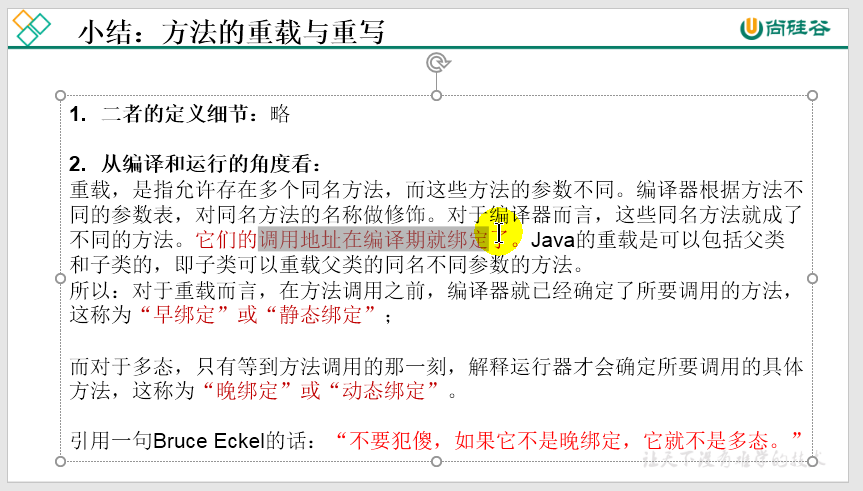 小结：方法的重载与重写
尚硅谷
1. 二者的定义细节：略
2. 从编译和运行的角度看：
重载，是指允许存在多个同名方法，而这些方法的参数不同。编译器根据方法不
同的参数表，对同名方法的名称做修饰。对于编译器而言，这些同名方法就成了
不同的方法。它们的调用地址在编译期就绑定了。Java的重载是可以包括父类
和子类的，即子类可以重载父类的同名不同参数的方法。
所以：对于重载而言，在方法调用之前，编译器就已经确定了所要调用的方法，
这称为“早绑定”或“静态绑定”；
而对于多态，只有等到方法调用的那一刻，解释运行器才会确定所要调用的具体
方法，这称为“晚绑定”或“动态绑定”。
引用一句Bruce Eckel的话：“不要犯傻，如果它不是晚绑定，它就不是多态。”
让天下没有难学的技术